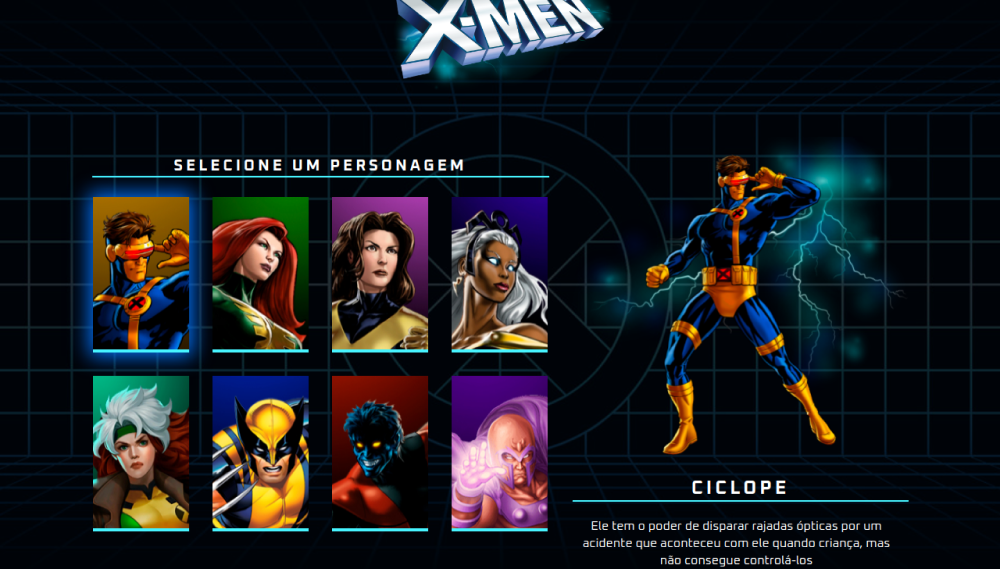 X-MEN
SELECIONE UM PERSONAGEM
CICLOPE
Ele tem o poder de disparar rajadas ópticas por um
acidente que aconteceu com ele quando criança, mas
não consegue controlá-los